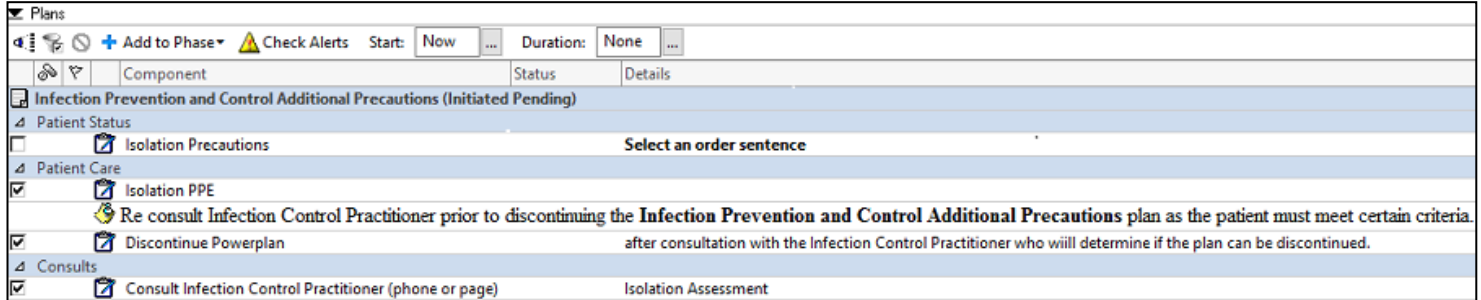 Plans
Add to Phase Check Alerts Start: Now ... Duration: None ...
Component Status Details
Infection Prevention and Control Additional Precautions (Initiated Pending)
Patient Status
Isolation Precautions Select an order sentence
Patient Care
Isolation PPE
Re consult Infection Control Practitioner prior to discontinuing the Infection Prevention and Control Additional Precautions plan as the patient must meet certain criteria.
Discontinue Powerplan after consultation with the Infection Control Practitioner who wiill determine if the plan can be discontinued.
Consults
Consult Infection Control Practitioner (phone or page) Isolation Assessment